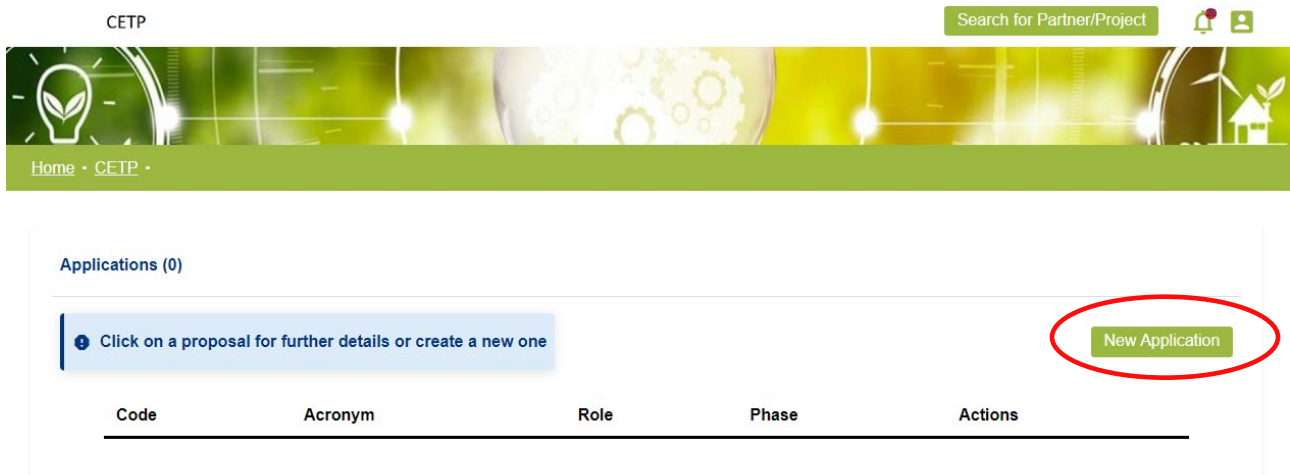 CETP
Search for Partner/Project
Home • CETP •
Applications (0)
Click on a proposal for further details or create a new one
New Application
Code Acronym Role Phase Actions